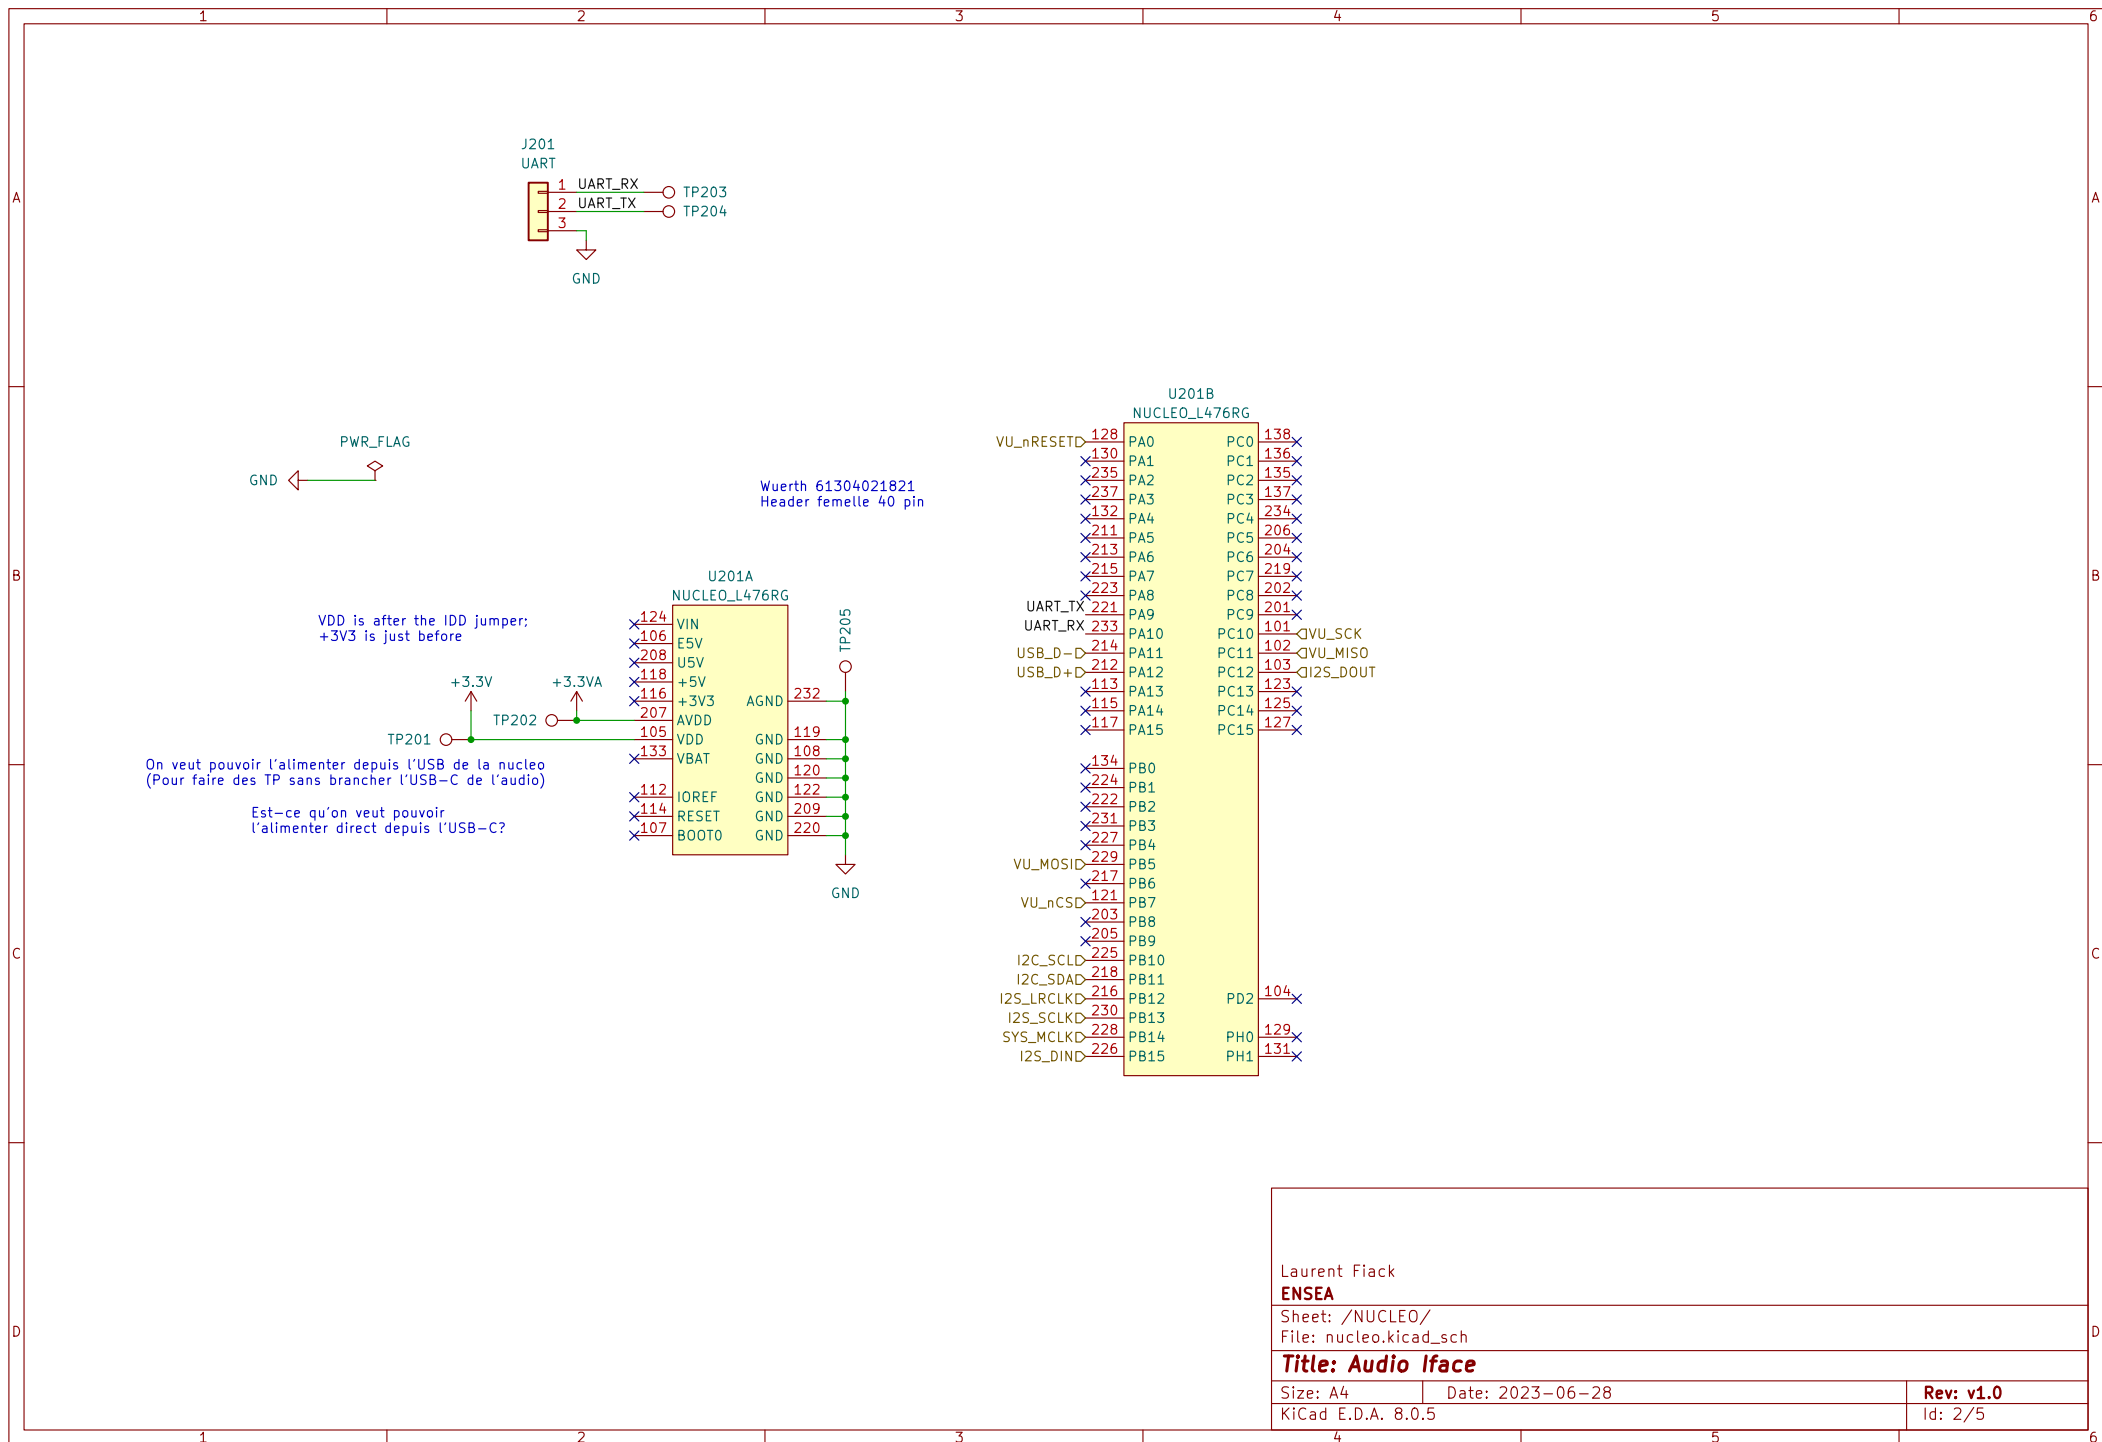 1 2 3 4 5 6
A
B
C
D
J201
UART
1 UART_RX TP203
2 UART_TX TP204
3
GND
PWR_FLAG
GND
Wuerth 61304021821
Header femelle 40 pin
VDD is after the IDD jumper;
+3V3 is just before
+3.3V
+3.3VA
TP202
TP201
On veut pouvoir l'alimenter depuis l'USB de la nucleo
(Pour faire des TP sans brancher l'USB-C de l'audio)
Est-ce qu'on veut pouvoir
l'alimenter direct depuis l'USB-C?
U201A
NUCLEO_L476RG
TP205
124 VIN
106 E5V
208 U5V
118 +5V
116 +3V3 AGND 232
207 AVDD
105 VDD GND 119
133 VBAT GND 108
GND 120
112 IOREF GND 122
114 RESET GND 209
107 BOOT0 GND 220
GND
U201B
NUCLEO_L476RG
VU_nRESET 128 PA0 PC0 138
130 PA1 PC1 136
235 PA2 PC2 135
237 PA3 PC3 137
132 PA4 PC4 234
211 PA5 PC5 206
213 PA6 PC6 204
215 PA7 PC7 219
223 PA8 PC8 202
UART_TX 221 PA9 PC9 201
UART_RX 233 PA10 PC10 101 VU_SCK
USB_D- 214 PA11 PC11 102 VU_MISO
USB_D+ 212 PA12 PC12 103 I2S_DOUT
113 PA13 PC13 123
115 PA14 PC14 125
117 PA15 PC15 127
134 PB0
224 PB1
222 PB2
231 PB3
227 PB4
VU_MOSI 229 PB5
217 PB6
VU_nCS 121 PB7
203 PB8
205 PB9
I2C_SCL 225 PB10
I2C_SDA 218 PB11
I2S_LRCLK 216 PB12 PD2 104
I2S_SCLK 230 PB13
SYS_MCLK 228 PB14 PH0 129
I2S_DIN 226 PB15 PH1 131
A
B
C
D
Laurent Fiack
ENSEA
Sheet: /NUCLEO/
File: nucleo.kicad_sch
Title: Audio Iface
Size: A4 Date: 2023-06-28 Rev: v1.0
KiCad E.D.A. 8.0.5 Id: 2/5
1 2 3 4 5 6